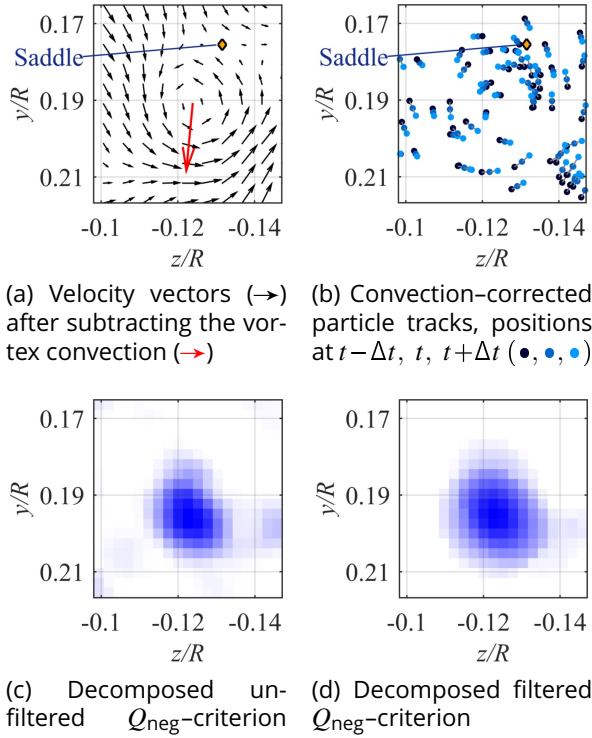 0.17
Saddle
y/R
0.19
0.21
-0.1 -0.12 -0.14
z/R
(a) Velocity vectors (→)
after subtracting the vor-
tex convection (→)
0.17
Saddle
y/R
0.19
0.21
-0.1 -0.12 -0.14
z/R
(b) Convection–corrected
particle tracks, positions
at t−Δt, t, t+Δt (●, ●, ●)
0.17
y/R
0.19
0.21
-0.1 -0.12 -0.14
z/R
(c) Decomposed un-
filtered Qneg–criterion
0.17
y/R
0.19
0.21
-0.1 -0.12 -0.14
z/R
(d) Decomposed filtered
Qneg–criterion